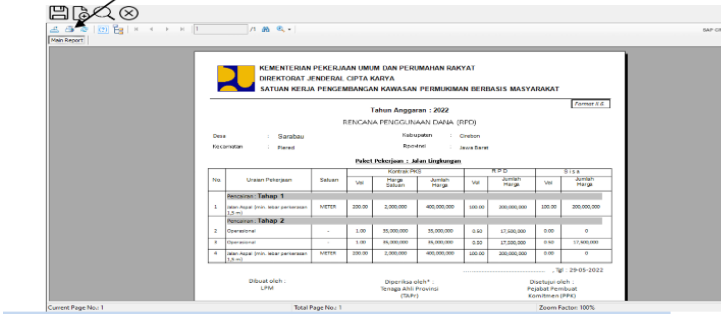 1 /1
SAP CR
Main Report
KEMENTERIAN PEKERJAAN UMUM DAN PERUMAHAN RAKYAT
DIREKTORAT JENDERAL CIPTA KARYA
SATUAN KERJA PENGEMBANGAN KAWASAN PERMUKIMAN BERBASIS MASYARAKAT
Format II.6
Tahun Anggaran : 2022
RENCANA PENGGUNAAN DANA (RPD)
Desa : Sarabau Kabupaten : Cirebon
Kecamatan : Plered Provinsi : Jawa Barat
Paket Pekerjaan : Jalan Lingkungan
No. Uraian Pekerjaan Satuan Kontrak PKS R P D S i s a
Vol Harga Satuan Jumlah Harga Vol Jumlah Harga Vol Jumlah Harga
Pencairan : Tahap 1
1 Jalan Aspal (min. lebar perkerasan 1,5 m) METER 200.00 2,000,000 400,000,000 100.00 200,000,000 100.00 200,000,000
Pencairan : Tahap 2
2 Operasional - 1.00 35,000,000 35,000,000 0.50 17,500,000 0.00 0
3 Operasional - 1.00 35,000,000 35,000,000 0.50 17,500,000 0.50 17,500,000
4 Jalan Aspal (min. lebar perkerasan 1,5 m) METER 200.00 2,000,000 400,000,000 100.00 200,000,000 0.00 0
, Tgl : 29-05-2022
Dibuat oleh : Diperiksa oleh* : Disetujui oleh :
LPM Tenaga Ahli Provinsi Pejabat Pembuat
(TAPr) Komitmen (PPK)
Current Page No.: 1 Total Page No.: 1 Zoom Factor: 100%